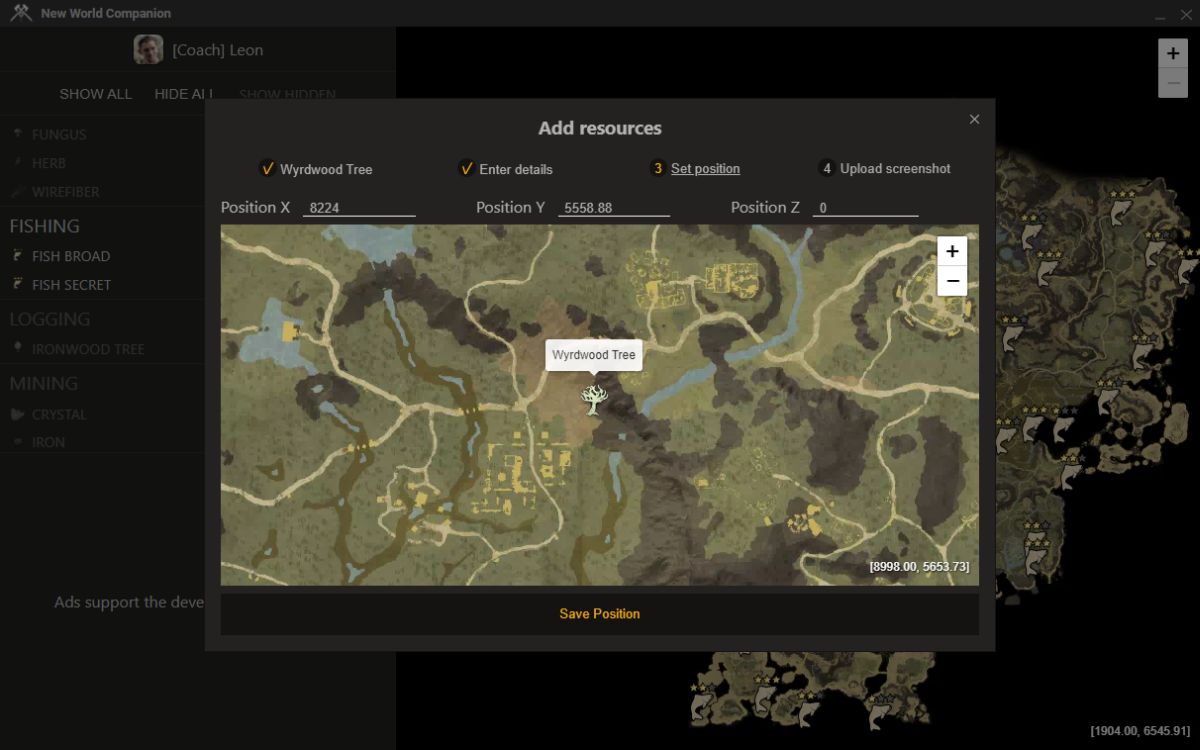 New World Companion
[Coach] Leon
SHOW ALL HIDE ALL SHOW HIDDEN
FUNGUS
HERB
WIREFIBER
FISHING
FISH BROAD
FISH SECRET
LOGGING
IRONWOOD TREE
MINING
CRYSTAL
IRON
Ads support the deve
Add resources
Wyrdwood Tree Enter details 3 Set position 4 Upload screenshot
Position X 8224 Position Y 5558.88 Position Z 0
+
−
Wyrdwood Tree
[8998.00, 5653.73]
Save Position
+
−
[1904.00, 6545.91]